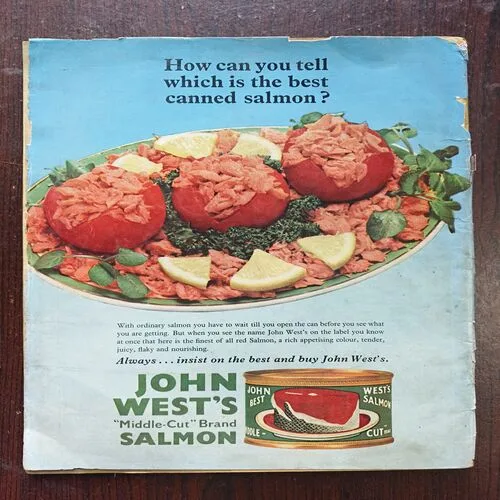 How can you tell
which is the best
canned salmon?
With ordinary salmon you have to wait till you open the can before you see what
you are getting. But when you see the name John West's on the label you know
at once that here is the finest of all red Salmon, a rich appetising colour, tender,
juicy, flaky and nourishing.
Always... insist on the best and buy John West's.
JOHN
WEST'S
"Middle-Cut" Brand
SALMON
JOHN WEST'S
BEST SALMON
DDLE- CUT